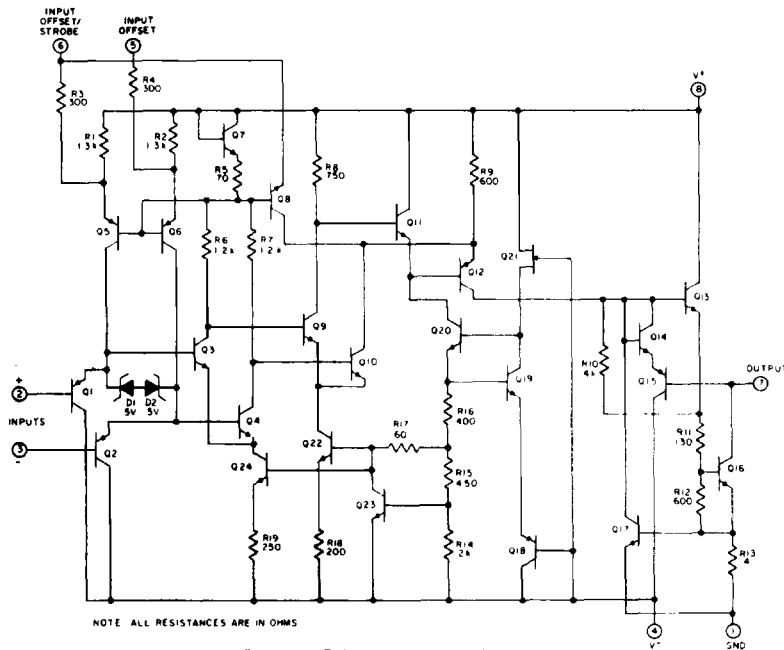 INPUT
OFFSET/
STROBE
6
INPUT
OFFSET
5
R3
300
R4
300
V+
8
R1
1.3k
R2
1.3k
Q7
R5
70
R8
750
R9
600
Q5
Q6
Q8
Q11
R6
1.2k
R7
1.2k
Q12
Q21
Q13
Q3
Q9
Q20
Q14
Q10
Q19
R10
4k
Q15
7
OUTPUT
+
2
Q1
D1
5V
D2
5V
INPUTS
Q4
R17
60
R16
400
R11
130
3
-
Q2
Q22
Q16
Q24
R15
450
R12
600
Q23
Q17
R19
250
R18
200
R14
2k
Q18
R13
4
NOTE ALL RESISTANCES ARE IN OHMS
4
V-
1
GND